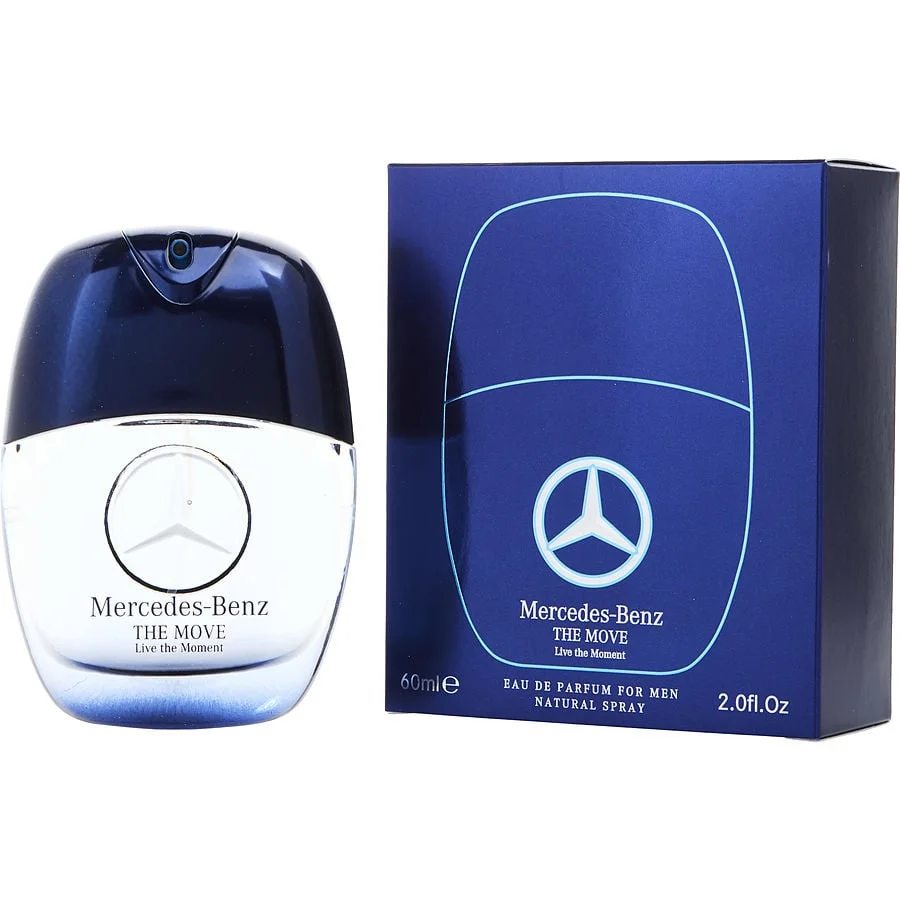 Mercedes-Benz
THE MOVE
Live the Moment
Mercedes-Benz
THE MOVE
Live the Moment
60ml℮
EAU DE PARFUM FOR MEN
NATURAL SPRAY
2.0fl.Oz